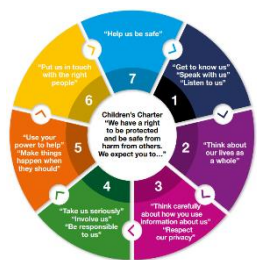 Children's Charter
"We have a right
to be protected
and be safe from
harm from others.
We expect you to..."
1
"Get to know us"
"Speak with us"
"Listen to us"
2
"Think about
our lives as
a whole"
3
"Think carefully
about how you use
information about us"
"Respect
our privacy"
4
"Take us seriously"
"Involve us"
"Be responsible
to us"
5
"Use your
power to help"
"Make things
happen when
they should"
6
"Put us in touch
with the right
people"
7
"Help us be safe"